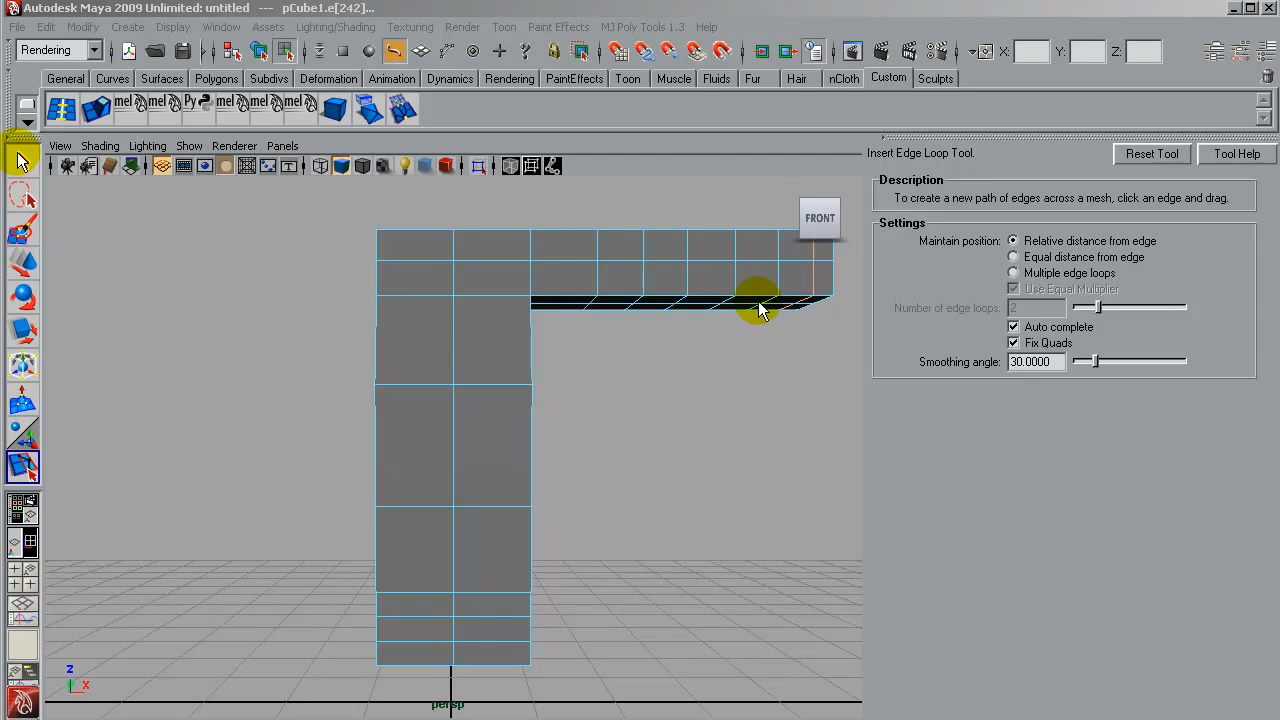 Autodesk Maya 2009 Unlimited: untitled --- pCube1.e[242]...
File Edit Modify Create Display Window Assets Lighting/Shading Texturing Render Toon Paint Effects MJ Poly Tools 1.3 Help
Rendering X: Y: Z:
General Curves Surfaces Polygons Subdivs Deformation Animation Dynamics Rendering PaintEffects Toon Muscle Fluids Fur Hair nCloth Custom Sculpts
mel mel Py mel mel mel
View Shading Lighting Show Renderer Panels
Insert Edge Loop Tool Reset Tool Tool Help
Description
To create a new path of edges across a mesh, click an edge and drag.
Settings
Maintain position: Relative distance from edge
Equal distance from edge
Multiple edge loops
Use Equal Multiplier
Number of edge loops: 2
Auto complete
Fix Quads
Smoothing angle: 30.0000
FRONT
z
x
persp